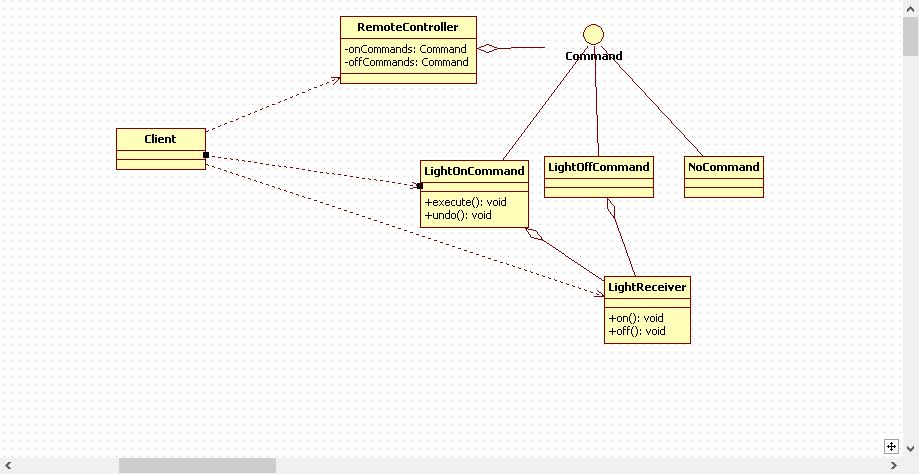 RemoteController
-onCommands: Command
-offCommands: Command
Command
Client
LightOnCommand
+execute(): void
+undo(): void
LightOffCommand
NoCommand
LightReceiver
+on(): void
+off(): void